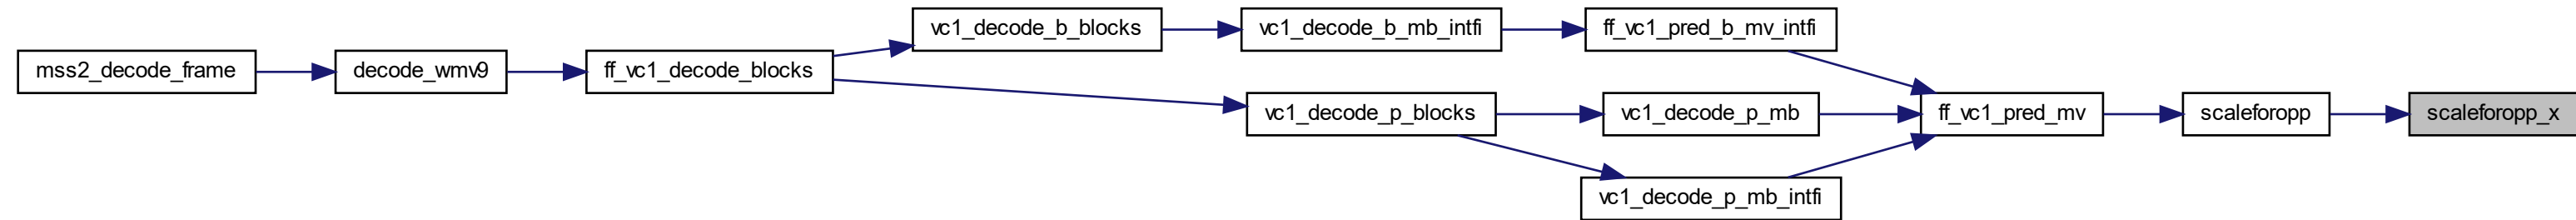 mss2_decode_frame
decode_wmv9
ff_vc1_decode_blocks
vc1_decode_b_blocks
vc1_decode_b_mb_intfi
ff_vc1_pred_b_mv_intfi
vc1_decode_p_blocks
vc1_decode_p_mb
vc1_decode_p_mb_intfi
ff_vc1_pred_mv
scaleforopp
scaleforopp_x